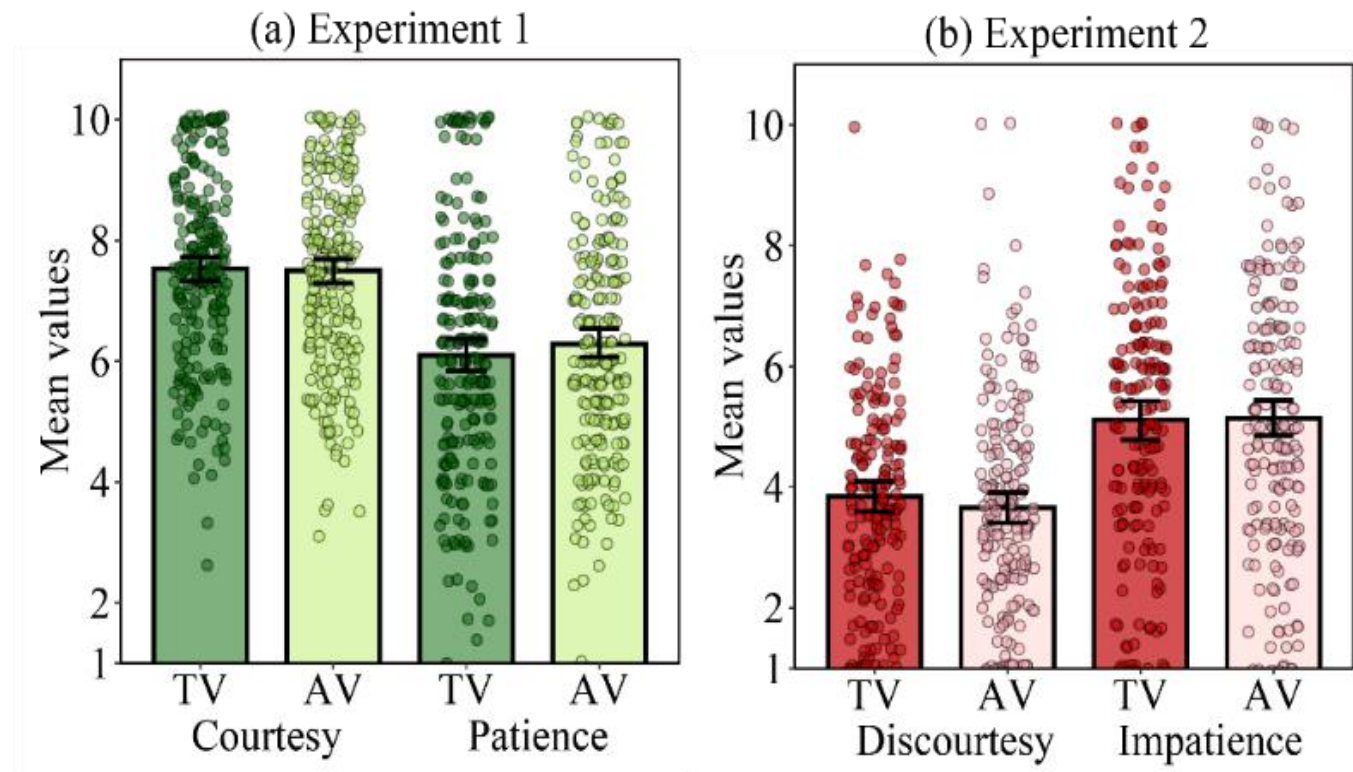 (a) Experiment 1
Mean values
10
8
6
4
2
1
TV AV TV AV
Courtesy Patience
(b) Experiment 2
Mean values
10
8
6
4
2
1
TV AV TV AV
Discourtesy Impatience